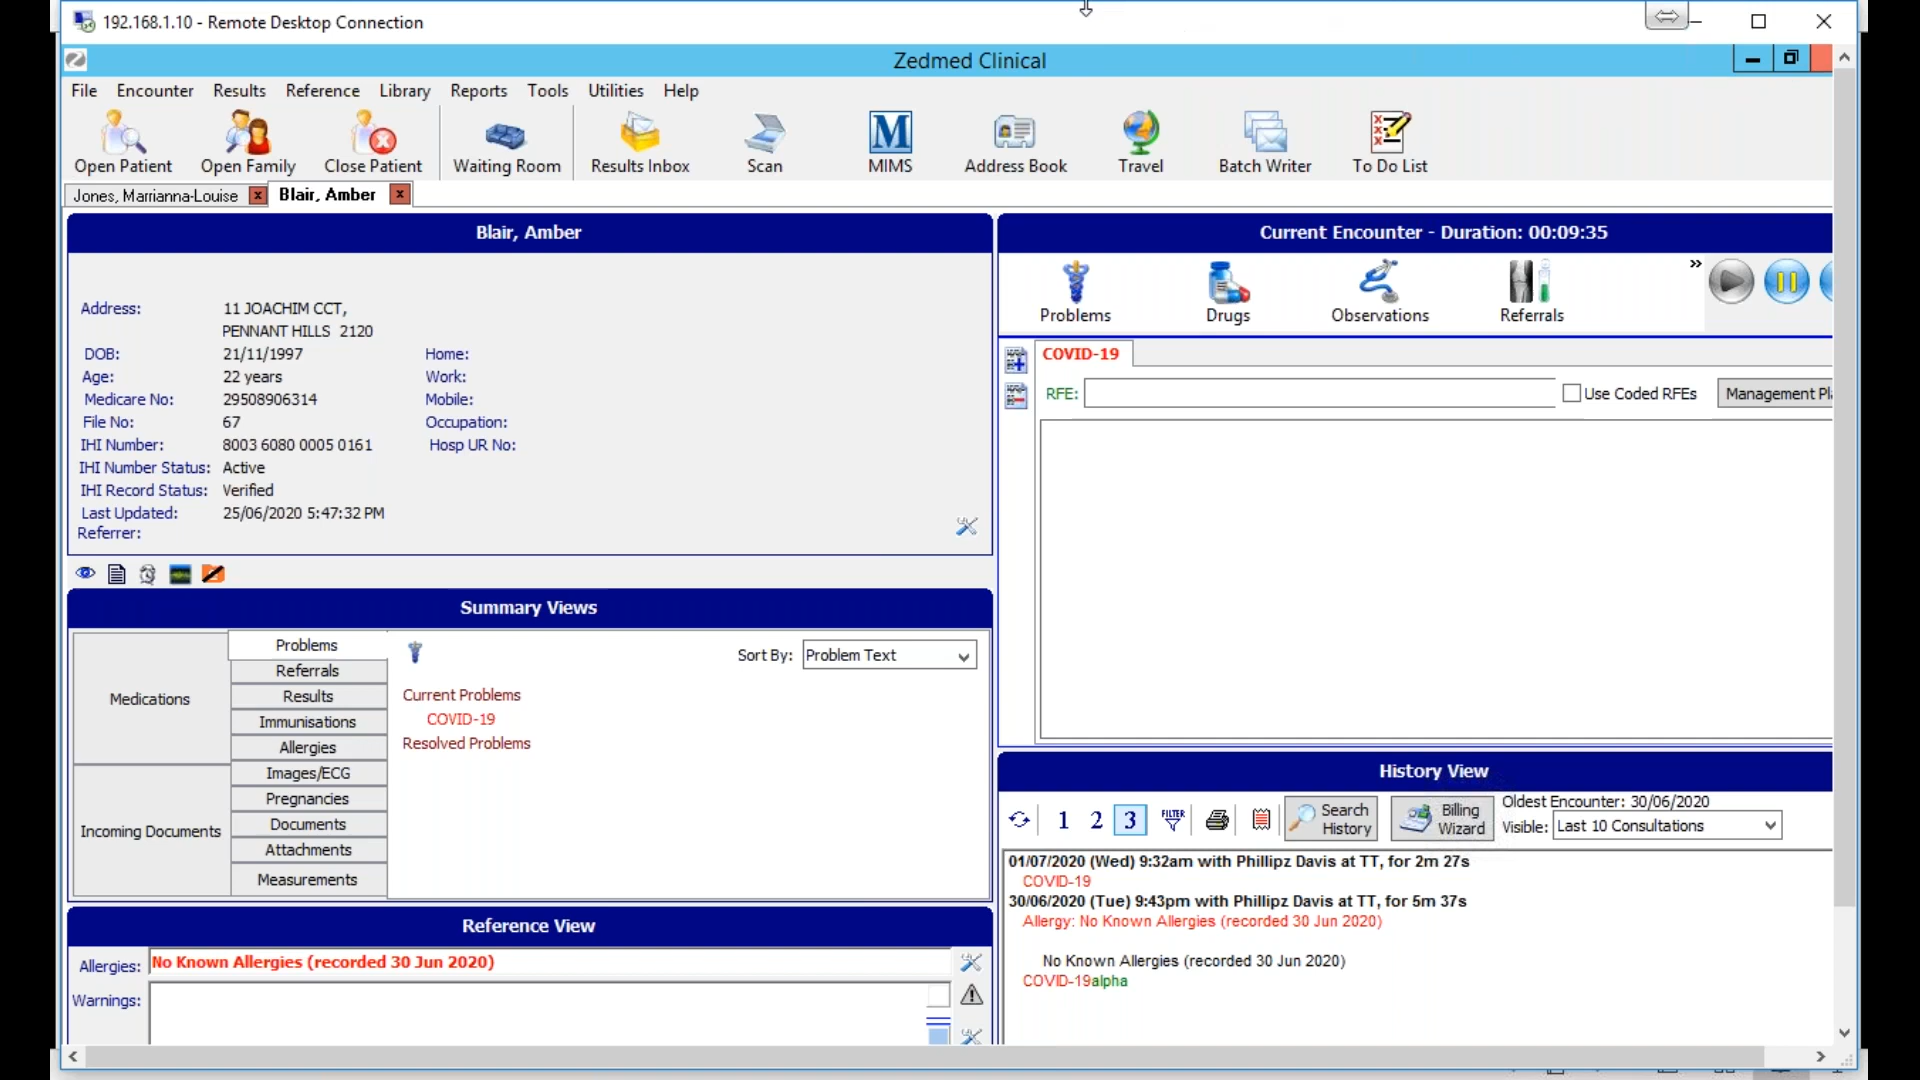 192.168.1.10 - Remote Desktop Connection
Zedmed Clinical
File Encounter Results Reference Library Reports Tools Utilities Help
Open Patient Open Family Close Patient Waiting Room Results Inbox Scan MIMS Address Book Travel Batch Writer To Do List
Jones, Marrianna-Louise x Blair, Amber x
Blair, Amber
Address: 11 JOACHIM CCT,
PENNANT HILLS 2120
DOB: 21/11/1997 Home:
Age: 22 years Work:
Medicare No: 29508906314 Mobile:
File No: 67 Occupation:
IHI Number: 8003 6080 0005 0161 Hosp UR No:
IHI Number Status: Active
IHI Record Status: Verified
Last Updated: 25/06/2020 5:47:32 PM
Referrer:
Summary Views
Medications
Incoming Documents
Problems
Referrals
Results
Immunisations
Allergies
Images/ECG
Pregnancies
Documents
Attachments
Measurements
Sort By: Problem Text
Current Problems
COVID-19
Resolved Problems
Reference View
Allergies: No Known Allergies (recorded 30 Jun 2020)
Warnings:
Current Encounter - Duration: 00:09:35
Problems Drugs Observations Referrals »
COVID-19
RFE: Use Coded RFEs Management Pl
History View
1 2 3 FILTER Search History Billing Wizard
Oldest Encounter: 30/06/2020
Visible: Last 10 Consultations
01/07/2020 (Wed) 9:32am with Phillipz Davis at TT, for 2m 27s
COVID-19
30/06/2020 (Tue) 9:43pm with Phillipz Davis at TT, for 5m 37s
Allergy: No Known Allergies (recorded 30 Jun 2020)
No Known Allergies (recorded 30 Jun 2020)
COVID-19alpha